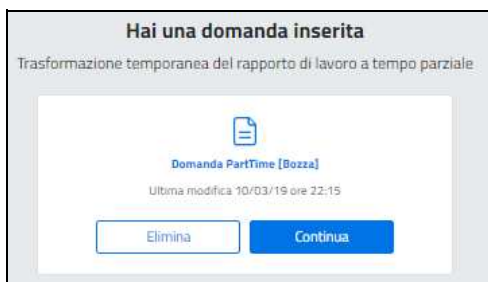 Hai una domanda inserita
Trasformazione temporanea del rapporto di lavoro a tempo parziale
Domanda PartTime [Bozza]
Ultima modifica 10/03/19 ore 22:15
Elimina Continua